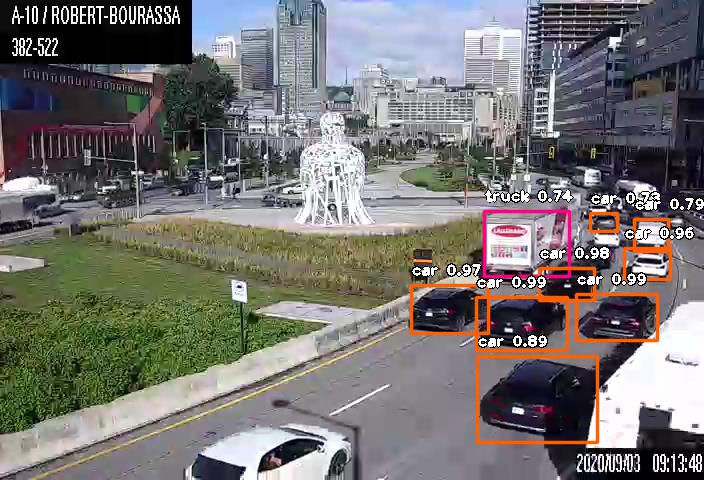 A-10 / ROBERT-BOURASSA
382-522
truck 0.74
car 0.73
car 0.79
car 0.96
car 0.98
car 0.97
car 0.99
car 0.99
car 0.89
2020/09/03 09:13:48